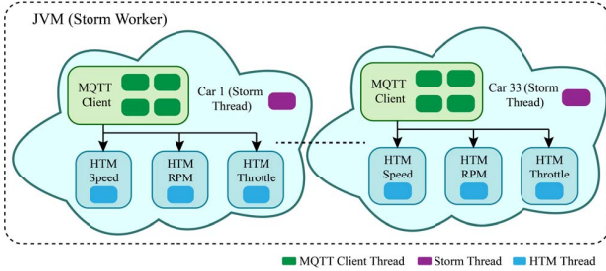 JVM (Storm Worker)
MQTT
Client
Car 1 (Storm
Thread)
HTM
Speed
HTM
RPM
HTM
Throttle
MQTT
Client
Car 33 (Storm
Thread)
HTM
Speed
HTM
RPM
HTM
Throttle
MQTT Client Thread
Storm Thread
HTM Thread